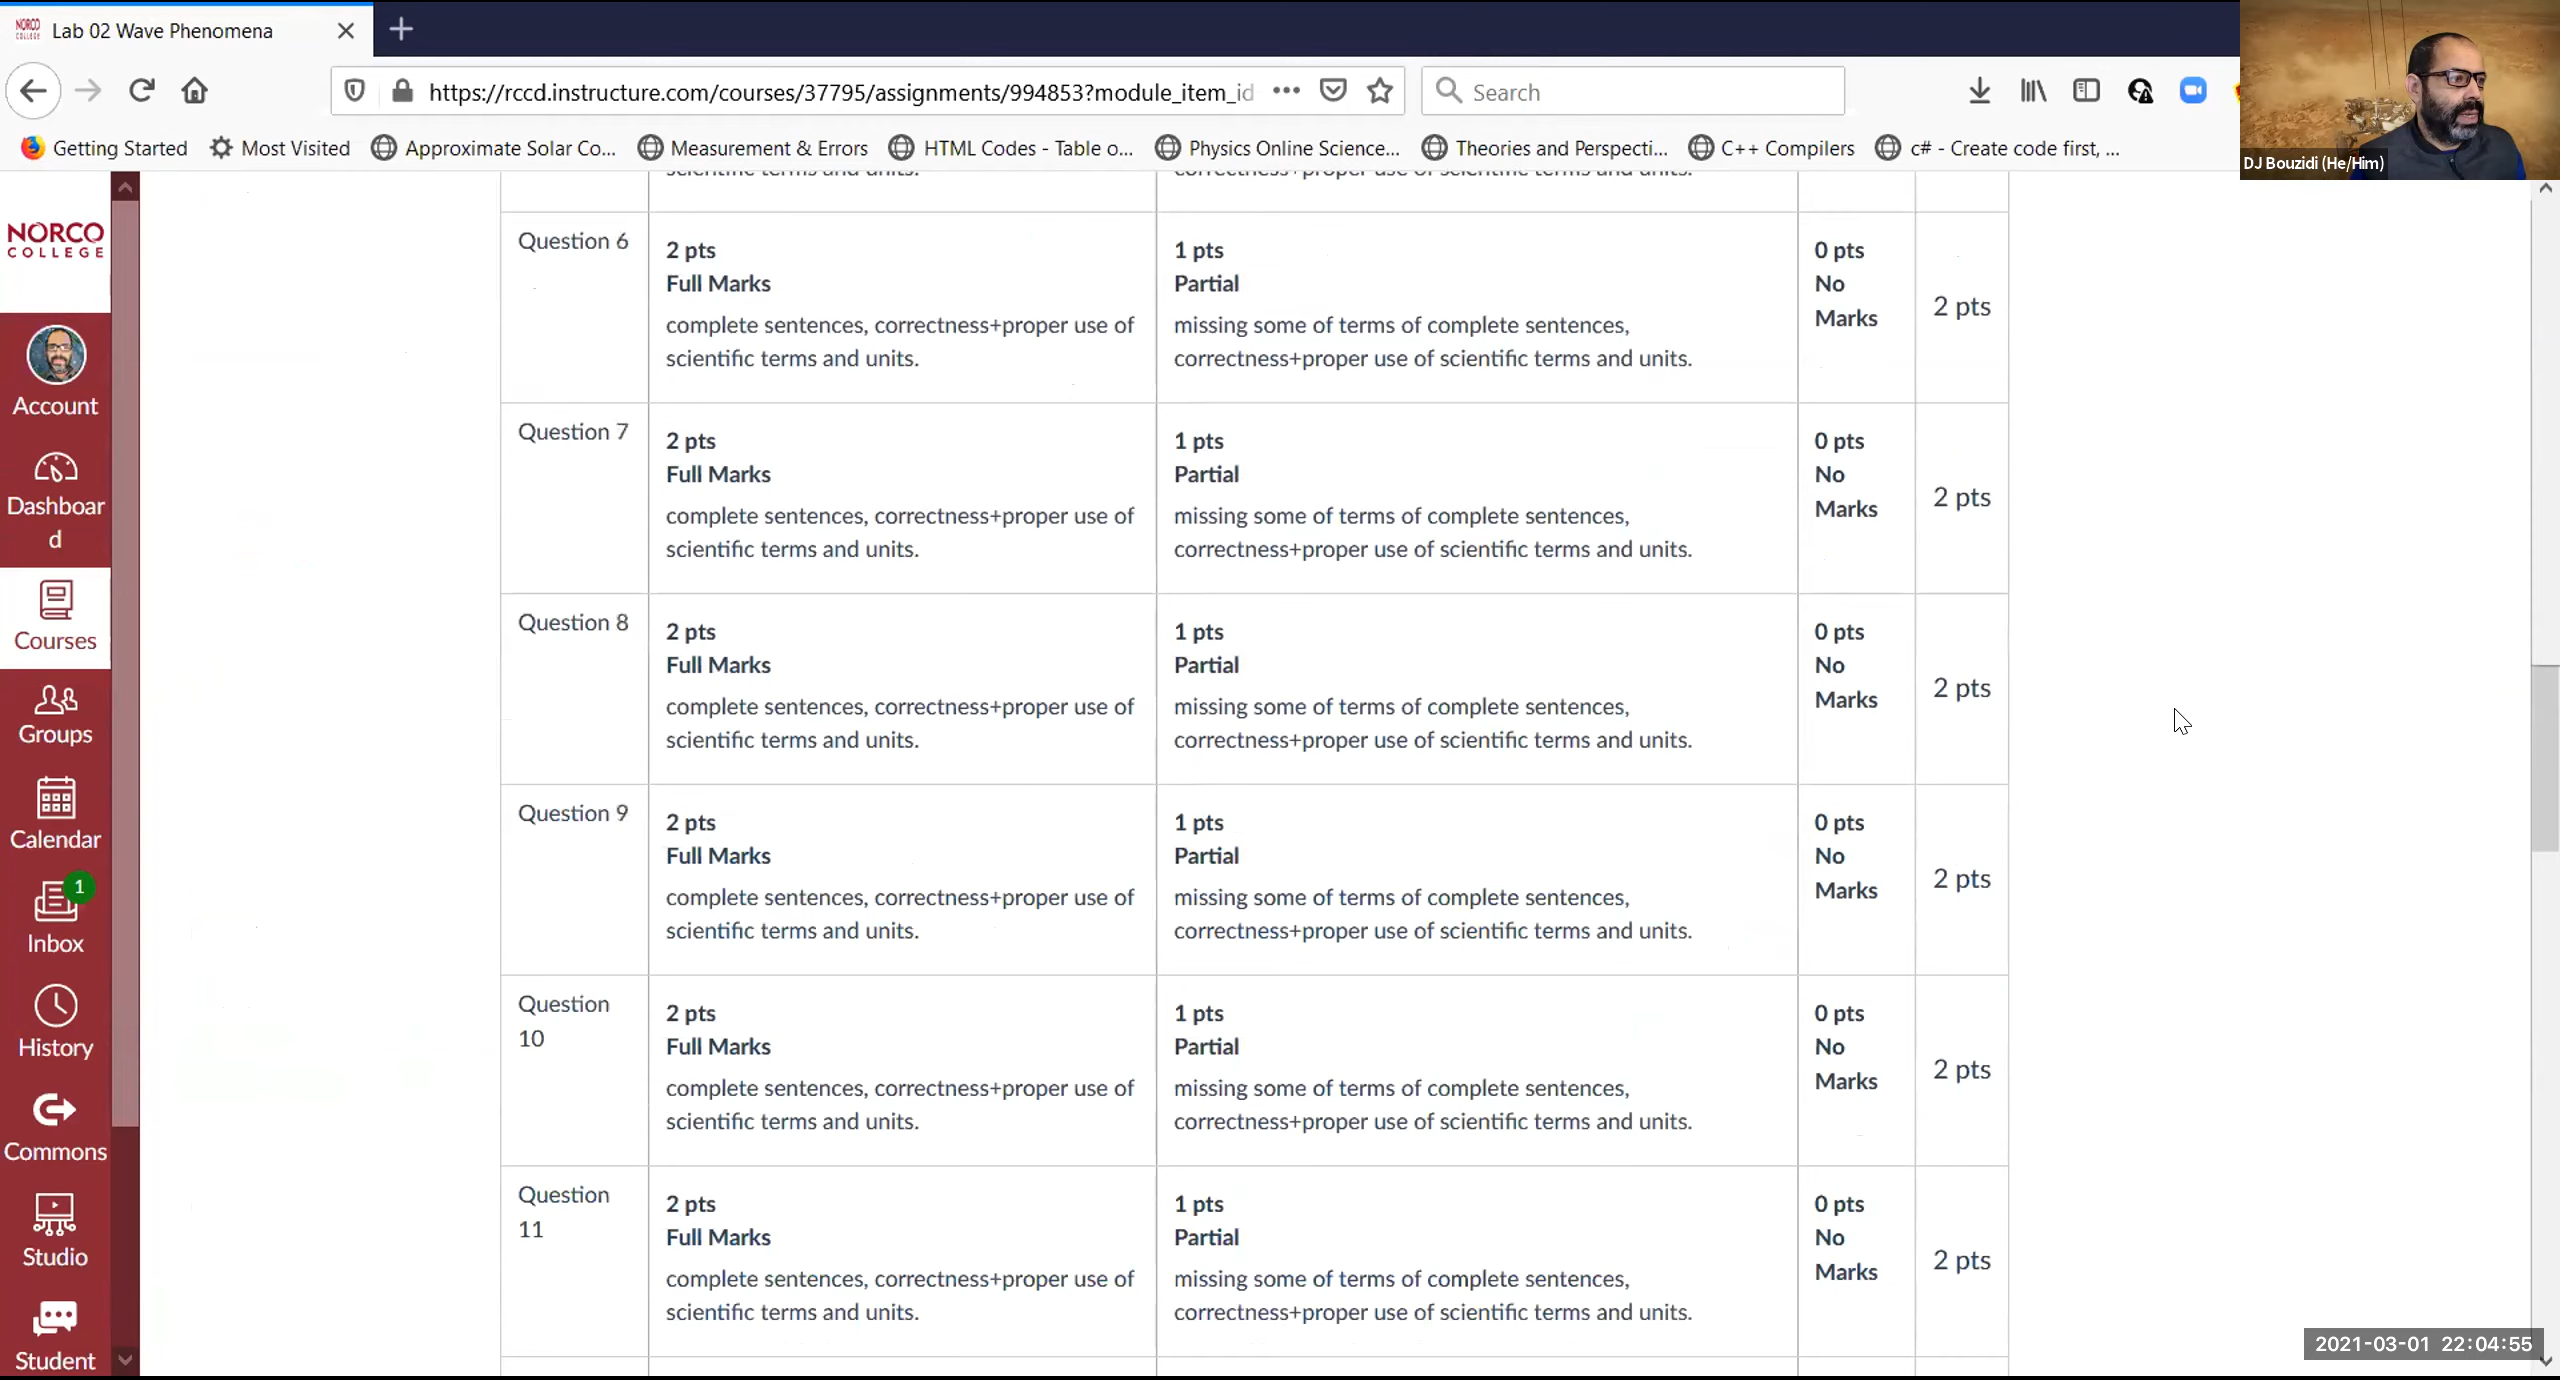 Lab 02 Wave Phenomena
https://rccd.instructure.com/courses/37795/assignments/994853?module_item_id
Search
Getting Started
Most Visited
Approximate Solar Co...
Measurement & Errors
HTML Codes - Table o...
Physics Online Science...
Theories and Perspecti...
C++ Compilers
c# - Create code first, ...
DJ Bouzidi (He/Him)
NORCO
COLLEGE
Account
Dashboar
d
Courses
Groups
Calendar
1
Inbox
History
Commons
Studio
Student
scientific terms and units.
correctness+proper use of scientific terms and units.
Question 6
2 pts
Full Marks
complete sentences, correctness+proper use of
scientific terms and units.
1 pts
Partial
missing some of terms of complete sentences,
correctness+proper use of scientific terms and units.
0 pts
No
Marks
2 pts
Question 7
2 pts
Full Marks
complete sentences, correctness+proper use of
scientific terms and units.
1 pts
Partial
missing some of terms of complete sentences,
correctness+proper use of scientific terms and units.
0 pts
No
Marks
2 pts
Question 8
2 pts
Full Marks
complete sentences, correctness+proper use of
scientific terms and units.
1 pts
Partial
missing some of terms of complete sentences,
correctness+proper use of scientific terms and units.
0 pts
No
Marks
2 pts
Question 9
2 pts
Full Marks
complete sentences, correctness+proper use of
scientific terms and units.
1 pts
Partial
missing some of terms of complete sentences,
correctness+proper use of scientific terms and units.
0 pts
No
Marks
2 pts
Question
10
2 pts
Full Marks
complete sentences, correctness+proper use of
scientific terms and units.
1 pts
Partial
missing some of terms of complete sentences,
correctness+proper use of scientific terms and units.
0 pts
No
Marks
2 pts
Question
11
2 pts
Full Marks
complete sentences, correctness+proper use of
scientific terms and units.
1 pts
Partial
missing some of terms of complete sentences,
correctness+proper use of scientific terms and units.
0 pts
No
Marks
2 pts
2021-03-01 22:04:55